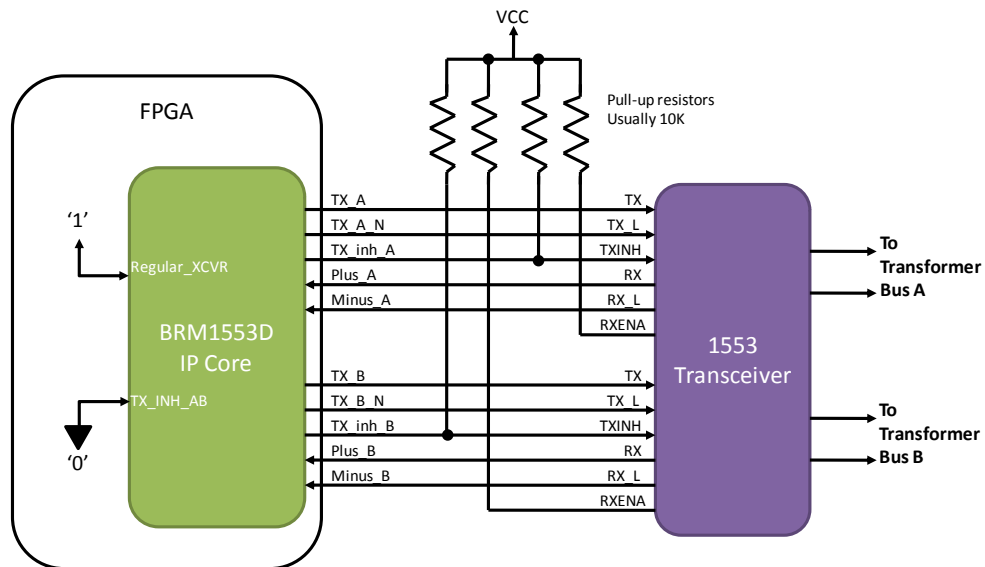 VCC
Pull-up resistors
Usually 10K
FPGA
‘1’
Regular_XCVR
BRM1553D
IP Core
TX_INH_AB
‘0’
TX_A
TX
TX_A_N
TX_L
TX_inh_A
TXINH
Plus_A
RX
Minus_A
RX_L
RXENA
TX_B
TX
TX_B_N
TX_L
TX_inh_B
TXINH
Plus_B
RX
Minus_B
RX_L
RXENA
1553
Transceiver
To
Transformer
Bus A
To
Transformer
Bus B